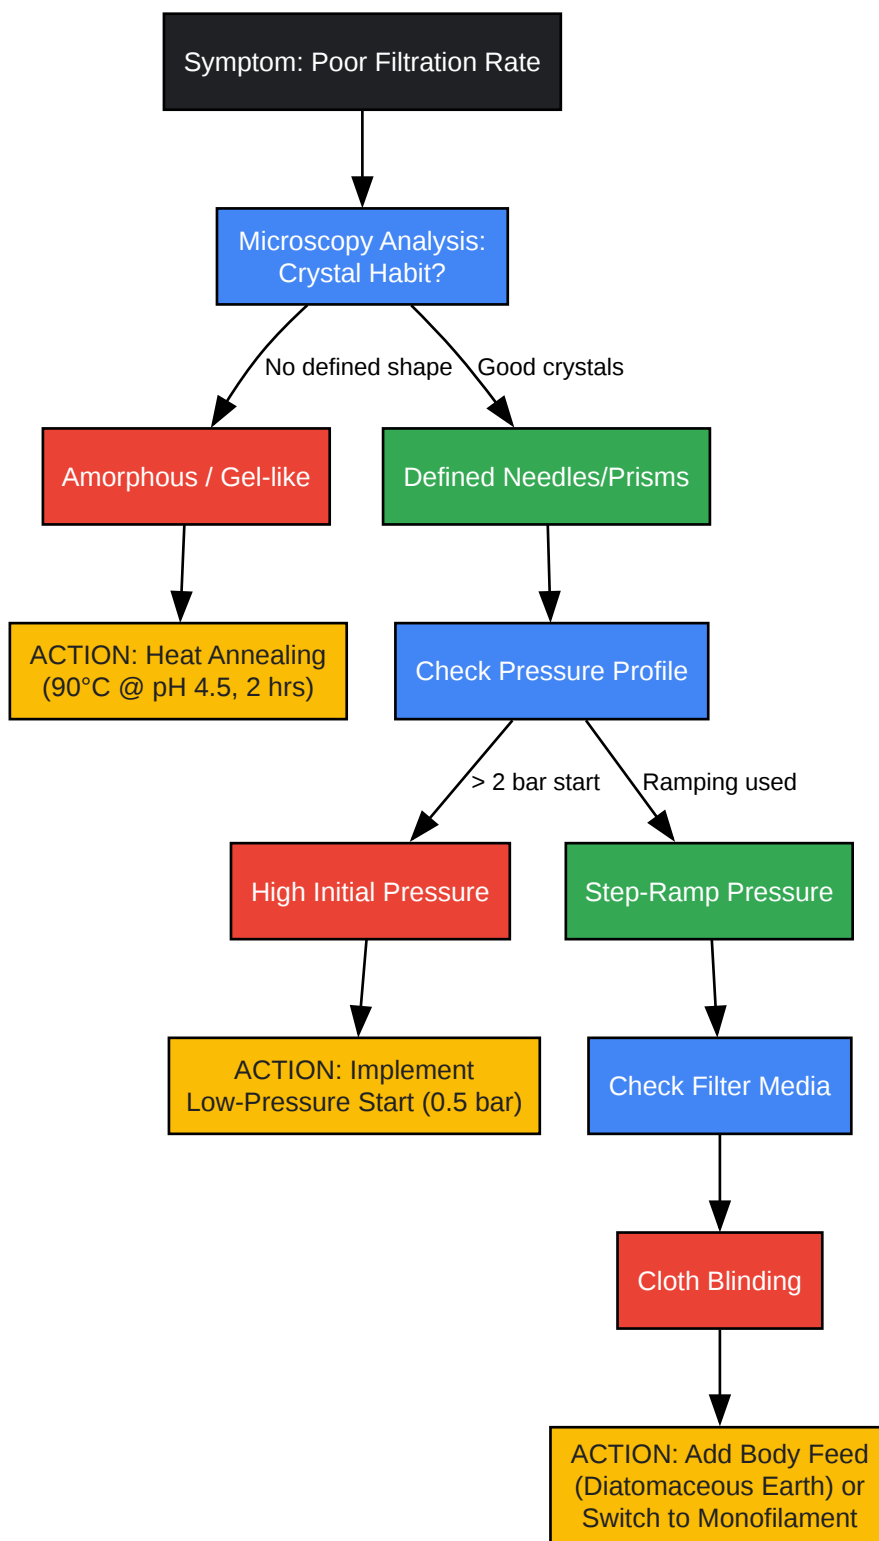 Symptom: Poor Filtration Rate
Microscopy Analysis:
Crystal Habit?
No defined shape
Good crystals
Amorphous / Gel-like
Defined Needles/Prisms
ACTION: Heat Annealing
(90°C @ pH 4.5, 2 hrs)
Check Pressure Profile
> 2 bar start
Ramping used
High Initial Pressure
Step-Ramp Pressure
ACTION: Implement
Low-Pressure Start (0.5 bar)
Check Filter Media
Cloth Blinding
ACTION: Add Body Feed
(Diatomaceous Earth) or
Switch to Monofilament